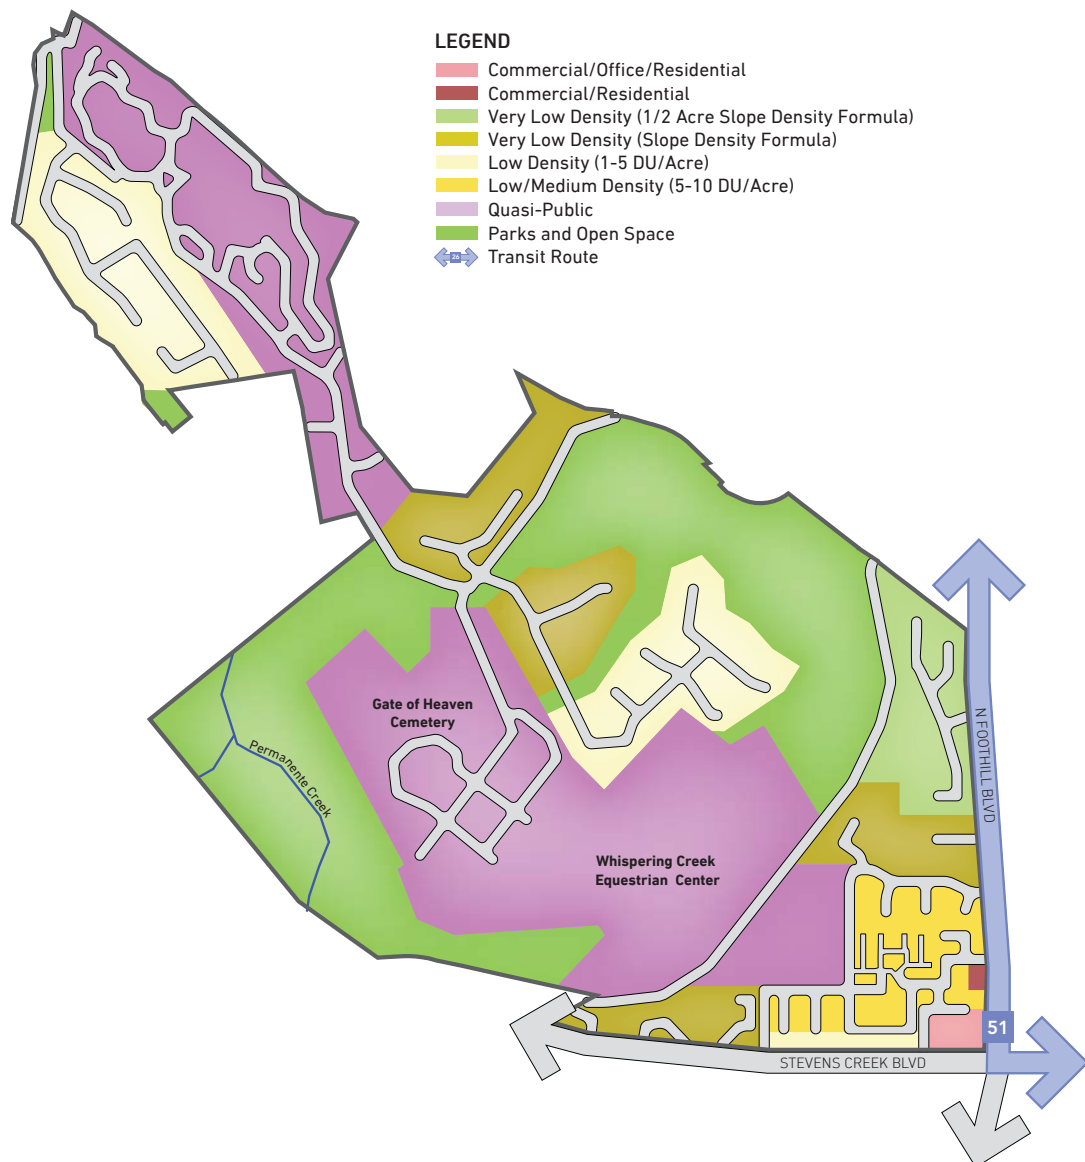 LEGEND
Commercial/Office/Residential
Commercial/Residential
Very Low Density (1/2 Acre Slope Density Formula)
Very Low Density (Slope Density Formula)
Low Density (1-5 DU/Acre)
Low/Medium Density (5-10 DU/Acre)
Quasi-Public
Parks and Open Space
26 Transit Route
Gate of Heaven
Cemetery
Permanente Creek
N FOOTHILL BLVD
Whispering Creek
Equestrian Center
51
STEVENS CREEK BLVD